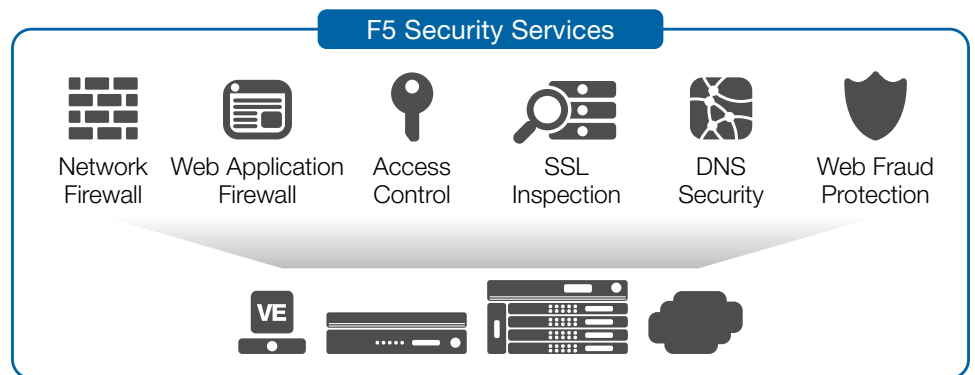 F5 Security Services
Network Firewall
Web Application Firewall
Access Control
SSL Inspection
DNS Security
Web Fraud Protection
VE